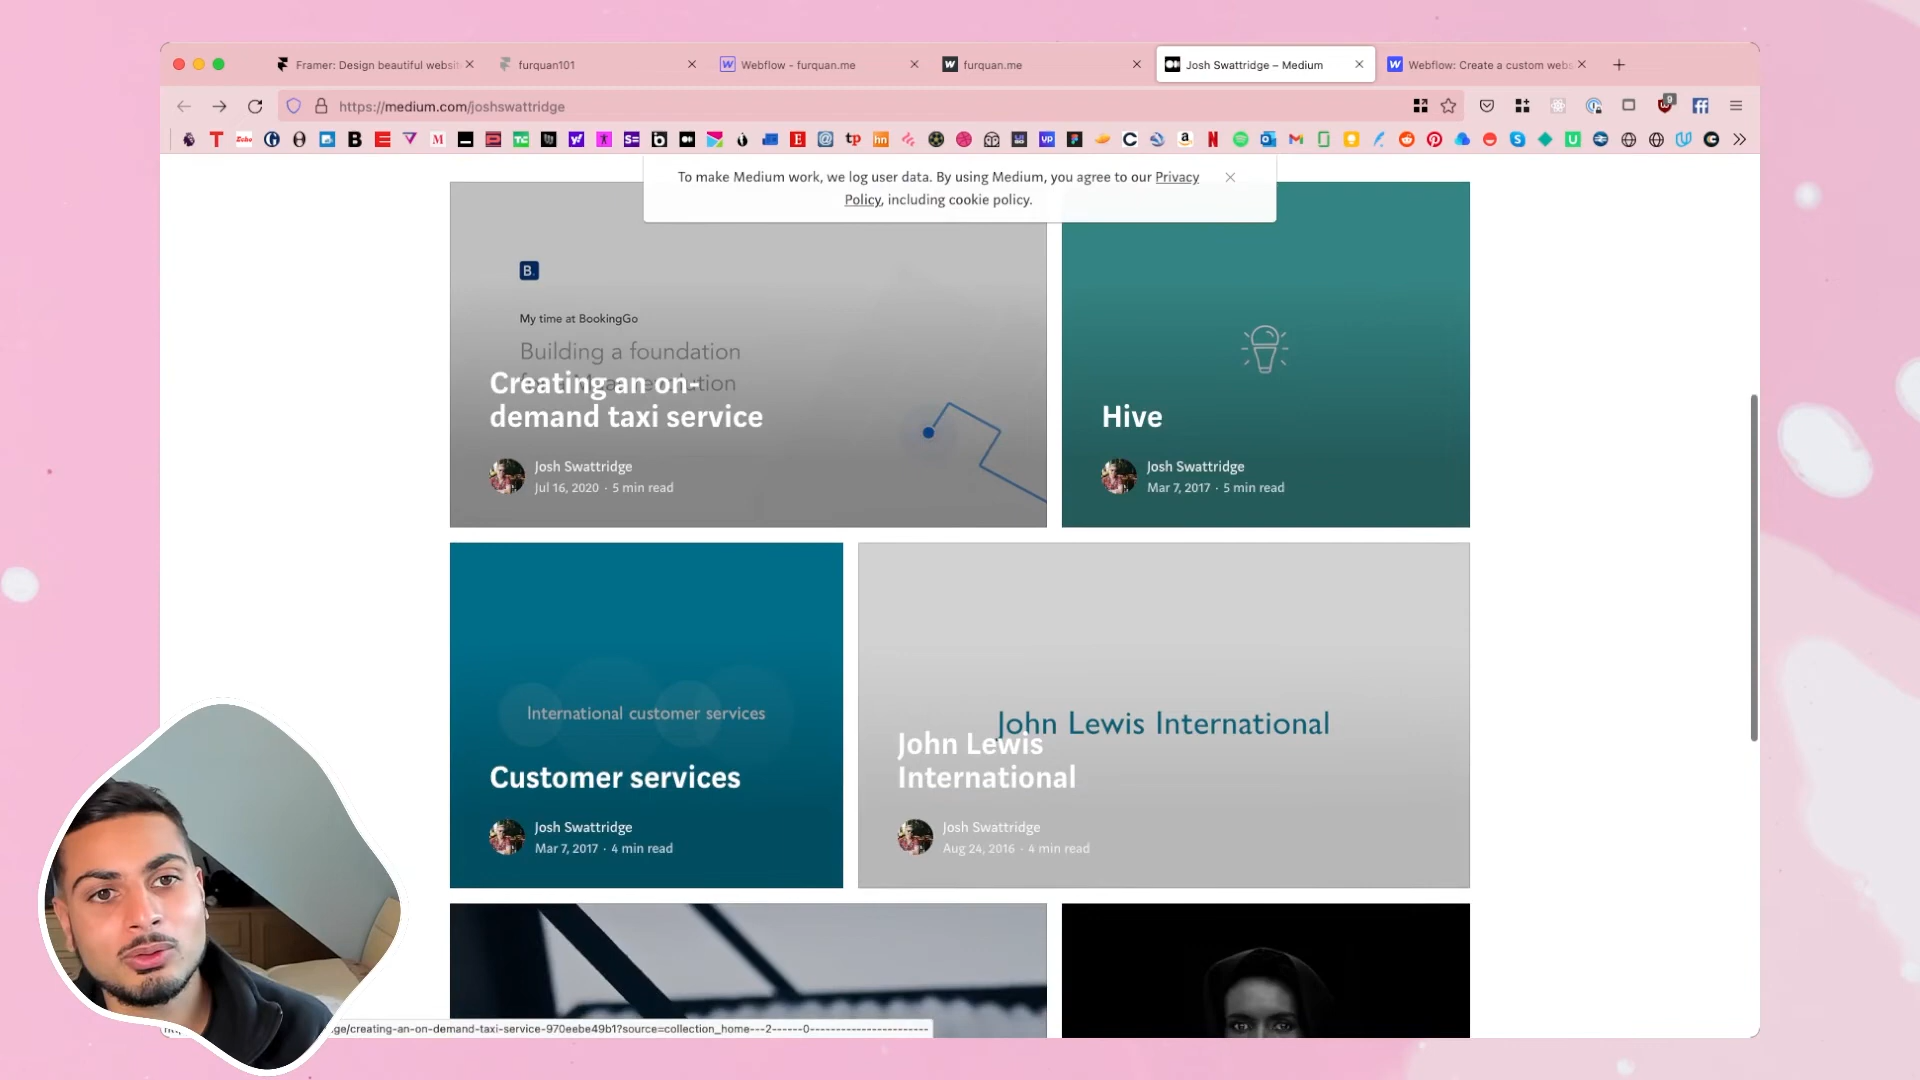 Framer: Design beautiful websit
furquan101
Webflow - furquan.me
furquan.me
Josh Swattridge – Medium
Webflow: Create a custom webs
https://medium.com/joshswattridge
9
To make Medium work, we log user data. By using Medium, you agree to our Privacy
Policy, including cookie policy.
B.
My time at BookingGo
Building a foundation
Creating an on-
demand taxi service
Josh Swattridge
Jul 16, 2020 · 5 min read
Hive
Josh Swattridge
Mar 7, 2017 · 5 min read
International customer services
Customer services
Josh Swattridge
Mar 7, 2017 · 4 min read
John Lewis International
John Lewis
International
Josh Swattridge
Aug 24, 2016 · 4 min read
ge/creating-an-on-demand-taxi-service-970eebe49b1?source=collection_home---2------0-----------------------